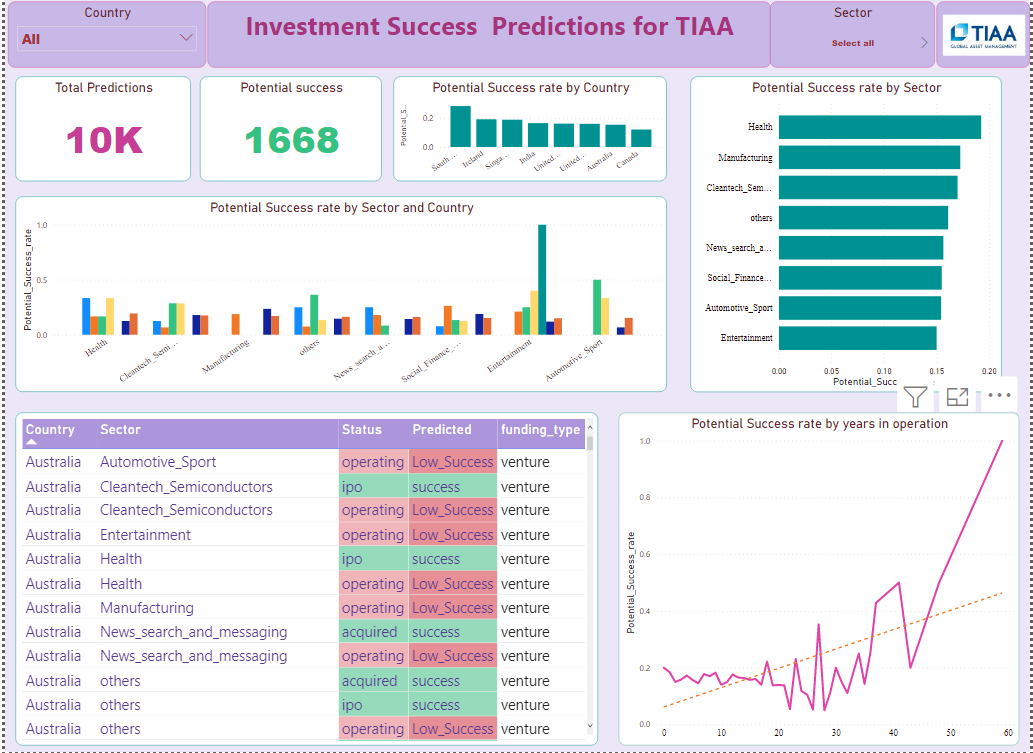 Country
All
Investment Success Predictions for TIAA
Sector
Select all
TIAA
GLOBAL ASSET MANAGEMENT
Total Predictions
10K
Potential success
1668
Potential Success rate by Country
Potential_S...
0.2
0.0
South ...
Ireland
Singa...
India
United...
United...
Australia
Canada
Potential Success rate by Sector
Health
Manufacturing
Cleantech_Sem...
others
News_search_a...
Social_Finance...
Automotive_Sport
Entertainment
0.00 0.05 0.10 0.15 0.20
Potential_Succ
Potential Success rate by Sector and Country
Potential_Success_rate
1.0
0.5
0.0
Health
Cleantech_Semi...
Manufacturing
others
News_search_a...
Social_Finance_...
Entertainment
Automotive_Sport
Country Sector Status Predicted funding_type
Australia Automotive_Sport operating Low_Success venture
Australia Cleantech_Semiconductors ipo success venture
Australia Cleantech_Semiconductors operating Low_Success venture
Australia Entertainment operating Low_Success venture
Australia Health ipo success venture
Australia Health operating Low_Success venture
Australia Manufacturing operating Low_Success venture
Australia News_search_and_messaging acquired success venture
Australia News_search_and_messaging operating Low_Success venture
Australia others acquired success venture
Australia others ipo success venture
Australia others operating Low_Success venture
Potential Success rate by years in operation
Potential_Success_rate
1.0
0.8
0.6
0.4
0.2
0.0
0 10 20 30 40 50 60